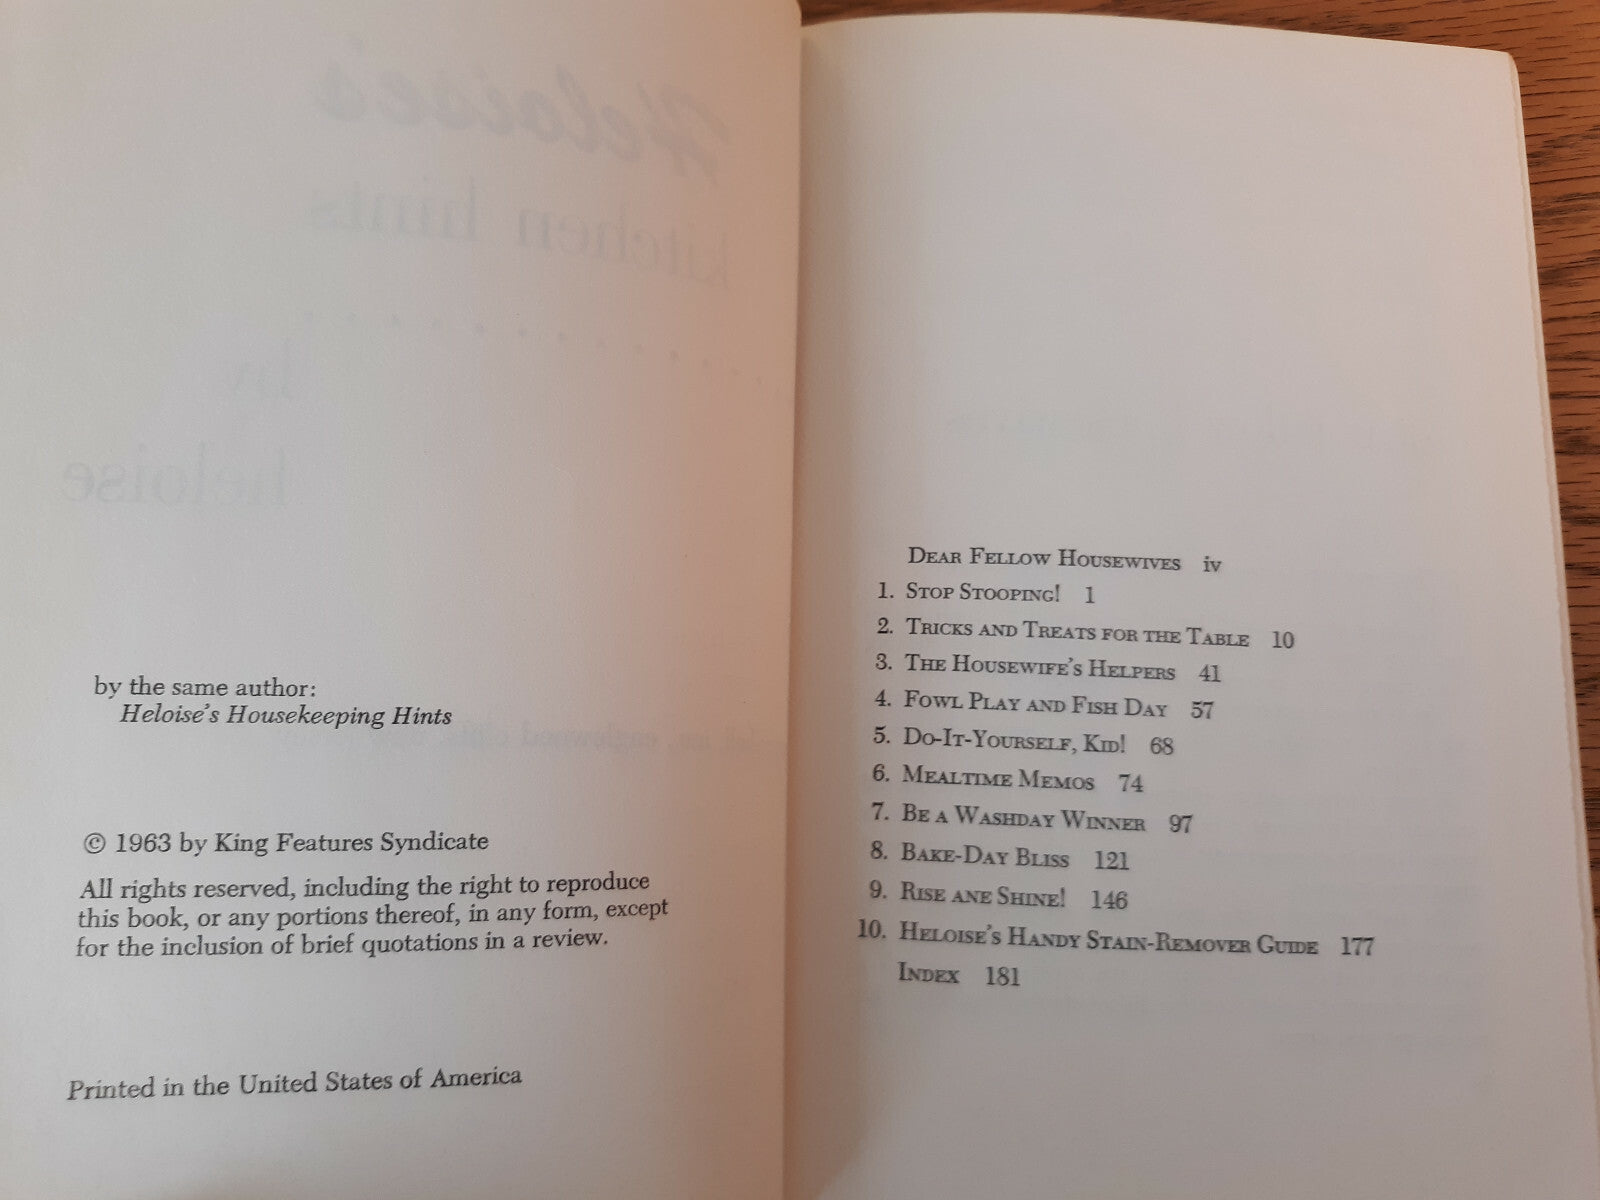 by the same author:
Heloise's Housekeeping Hints
© 1963 by King Features Syndicate
All rights reserved, including the right to reproduce
this book, or any portions thereof, in any form, except
for the inclusion of brief quotations in a review.
Printed in the United States of America
Dear Fellow Housewives iv
1. Stop Stooping! 1
2. Tricks and Treats for the Table 10
3. The Housewife's Helpers 41
4. Fowl Play and Fish Day 57
5. Do-It-Yourself, Kid! 68
6. Mealtime Memos 74
7. Be a Washday Winner 97
8. Bake-Day Bliss 121
9. Rise ane Shine! 146
10. Heloise's Handy Stain-Remover Guide 177
Index 181
Heloise's
kitchen hints
by
heloise